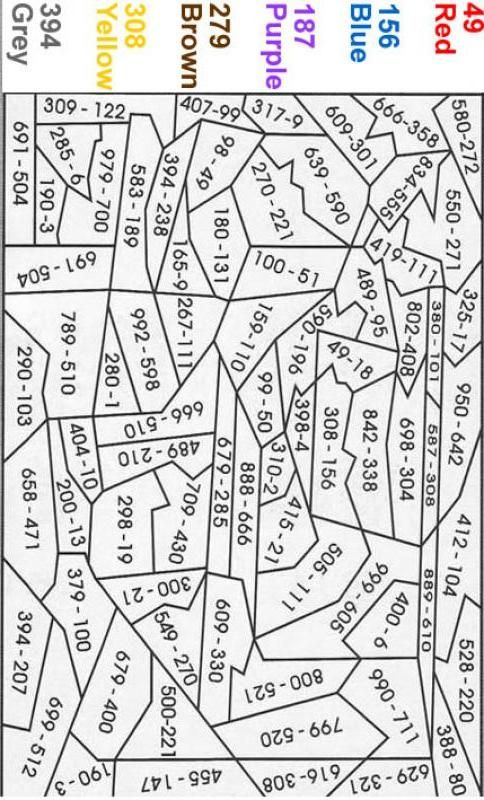 49
Red
156
Blue
187
Purple
279
Brown
308
Yellow
394
Grey
309 - 122
407-99
317-9
609-301
666-358
580-272
691 - 504
285 - 6
979 - 700
190 -3
583 - 189
394 - 238
98 - 49
180 -131
165-9
270 - 221
639 - 590
834-555
550 - 271
419-111
100 - 51
691 - 504
489 - 95
325-17
789 - 510
290 - 103
992 - 598
280 -1
267-111
159-110
590 -196
49-18
802-408
380 - 101
950 - 642
99 - 50
398-4
308 - 156
842 - 338
698 - 304
587 - 308
666 - 510
489 - 210
404 -10
679 - 285
888 - 666
310-2
415 - 21
412 - 104
658 - 471
200 -13
298 -19
709 - 430
505 - 111
999 - 605
400 - 6
889 - 610
379 - 100
300 -21
549 - 270
609 - 330
528 - 220
394 - 207
679 - 400
500-221
800 - 521
799 - 520
990 - 711
388 - 80
699 - 512
190 -3
455 -147
616 -308
629 -321